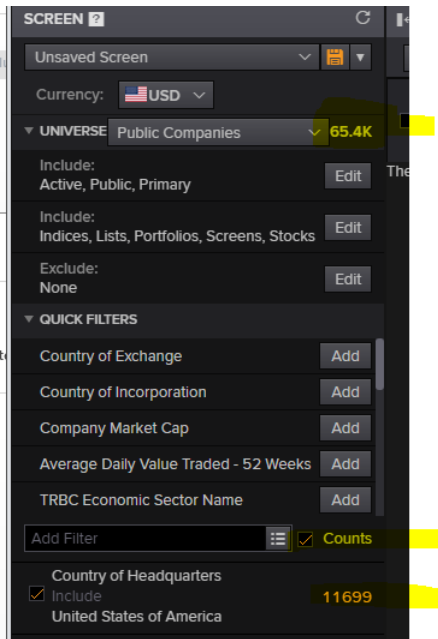 SCREEN ?
Unsaved Screen
Currency: USD
UNIVERSE Public Companies 65.4K
Include:
Active, Public, Primary Edit
The
Include:
Indices, Lists, Portfolios, Screens, Stocks Edit
Exclude:
None Edit
QUICK FILTERS
Country of Exchange Add
Country of Incorporation Add
Company Market Cap Add
Average Daily Value Traded - 52 Weeks Add
TRBC Economic Sector Name Add
Add Filter Counts
Country of Headquarters
Include 11699
United States of America